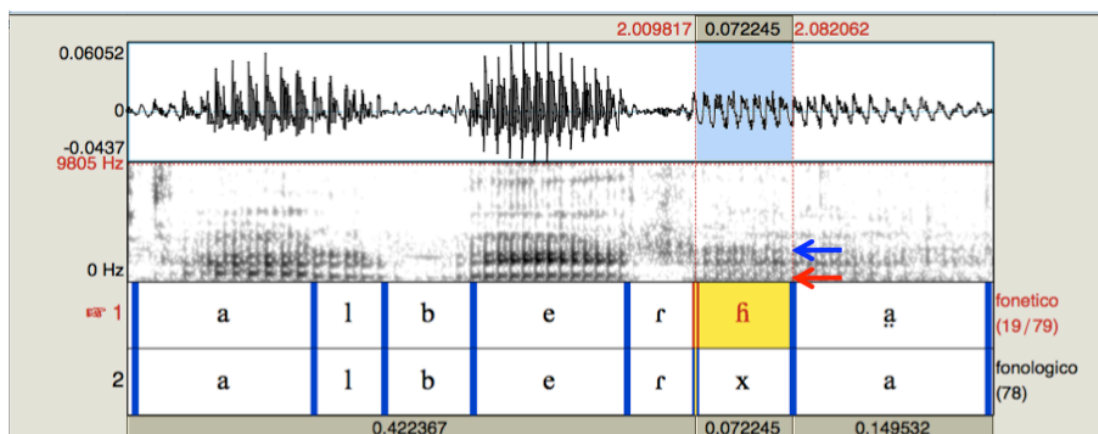 2.009817 0.072245 2.082062
0.06052
0
-0.0437
9805 Hz
0 Hz
☞ 1 a l b e ɾ ɦ a̤ fonetico
(19/79)
2 a l b e ɾ x a fonologico
(78)
0.422367 0.072245 0.149532